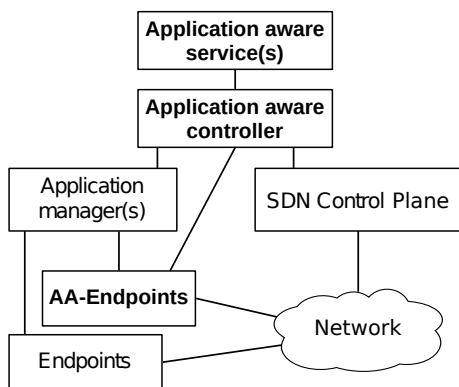 Application aware
service(s)
Application aware
controller
Application
manager(s)
SDN Control Plane
AA-Endpoints
Network
Endpoints